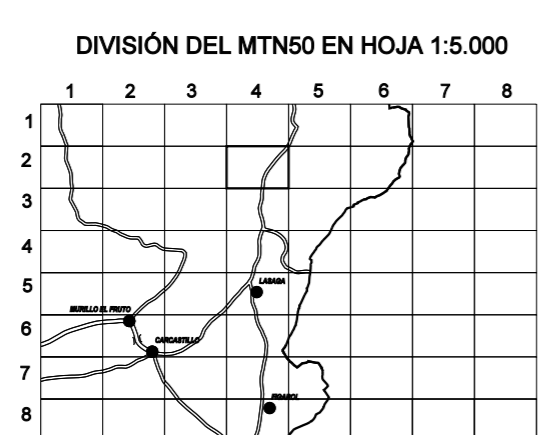 DIVISIÓN DEL MTN50 EN HOJA 1:5.000
1 2 3 4 5 6 7 8
1
2
3
4
5
LASAGA
MURILLO EL FRUTO
6
CARCASTILLO
7
FIGAROL
8